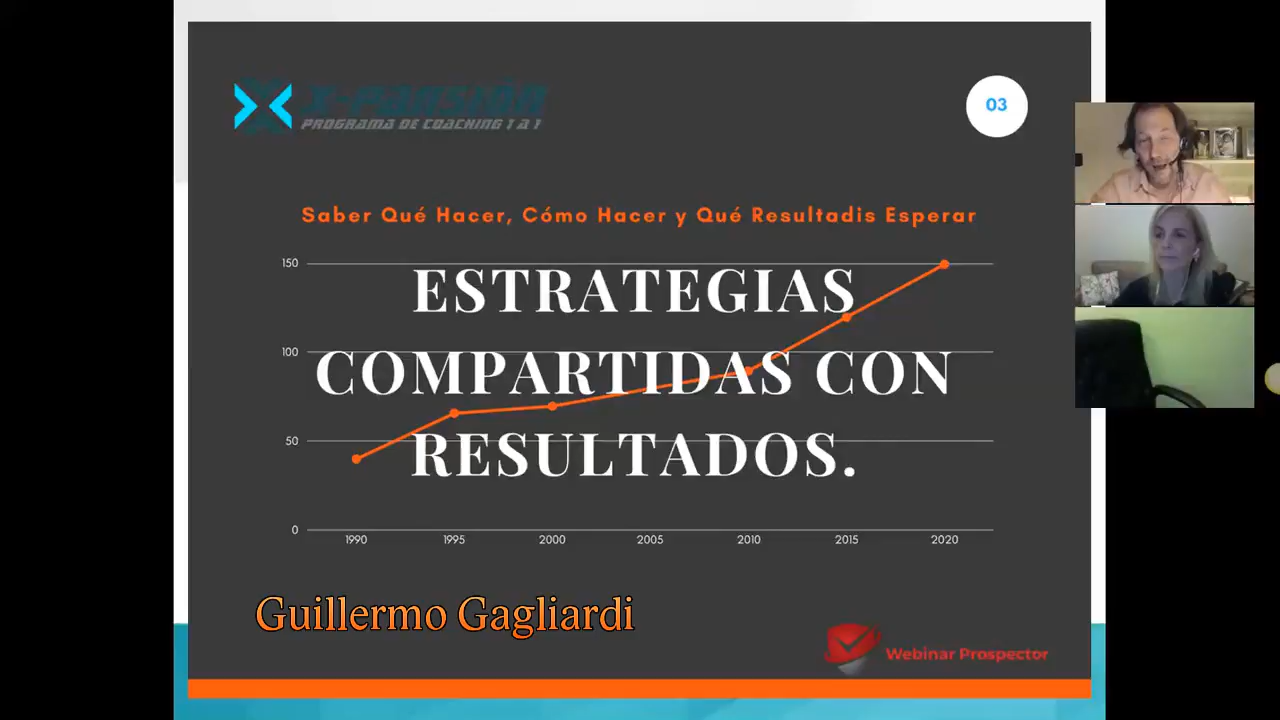 X-PANSIÓN
PROGRAMA DE COACHING 1 A 1
03
Saber Qué Hacer, Cómo Hacer y Qué Resultadis Esperar
150
ESTRATEGIAS
100
COMPARTIDAS CON
50
RESULTADOS.
0
1990 1995 2000 2005 2010 2015 2020
Guillermo Gagliardi
Webinar Prospector